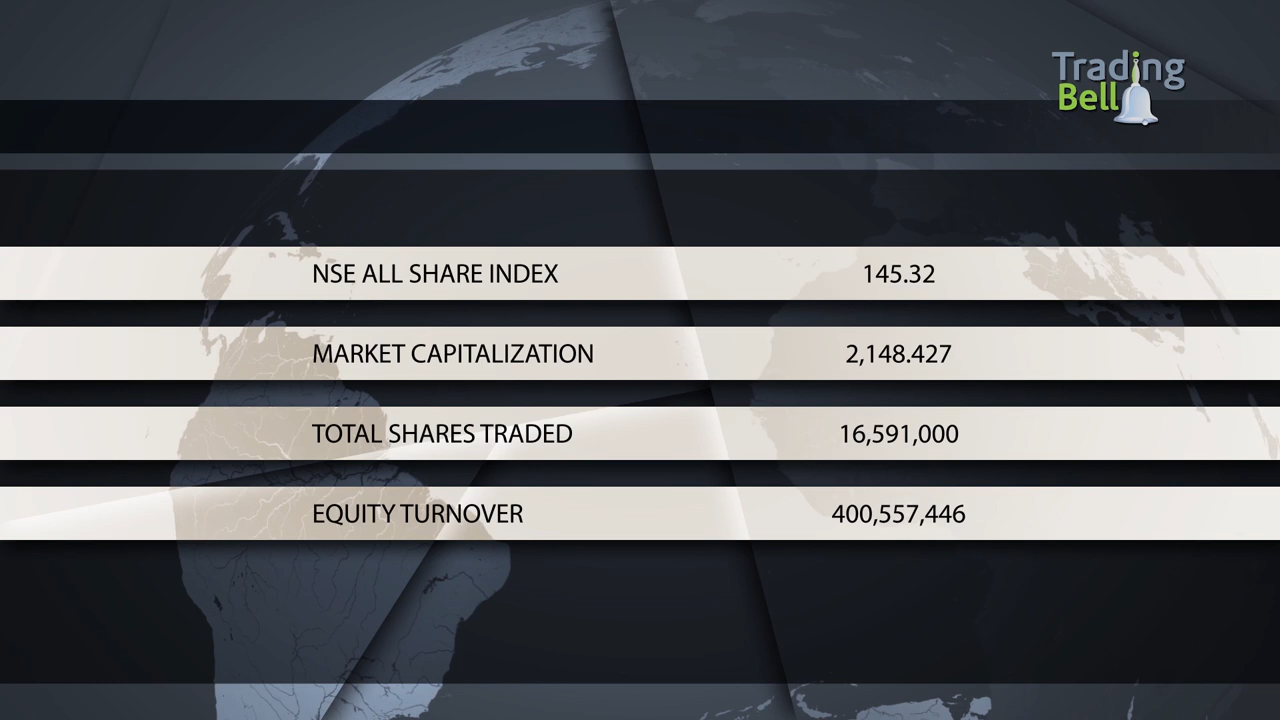 Trading
Bell
NSE ALL SHARE INDEX 145.32
MARKET CAPITALIZATION 2,148.427
TOTAL SHARES TRADED 16,591,000
EQUITY TURNOVER 400,557,446